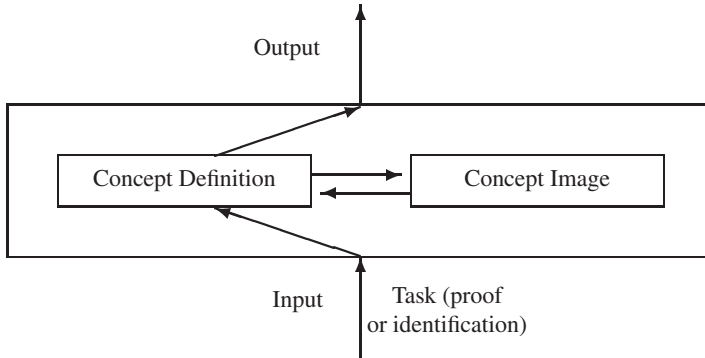 Output
Concept Definition
Concept Image
Input
Task (proof
or identification)